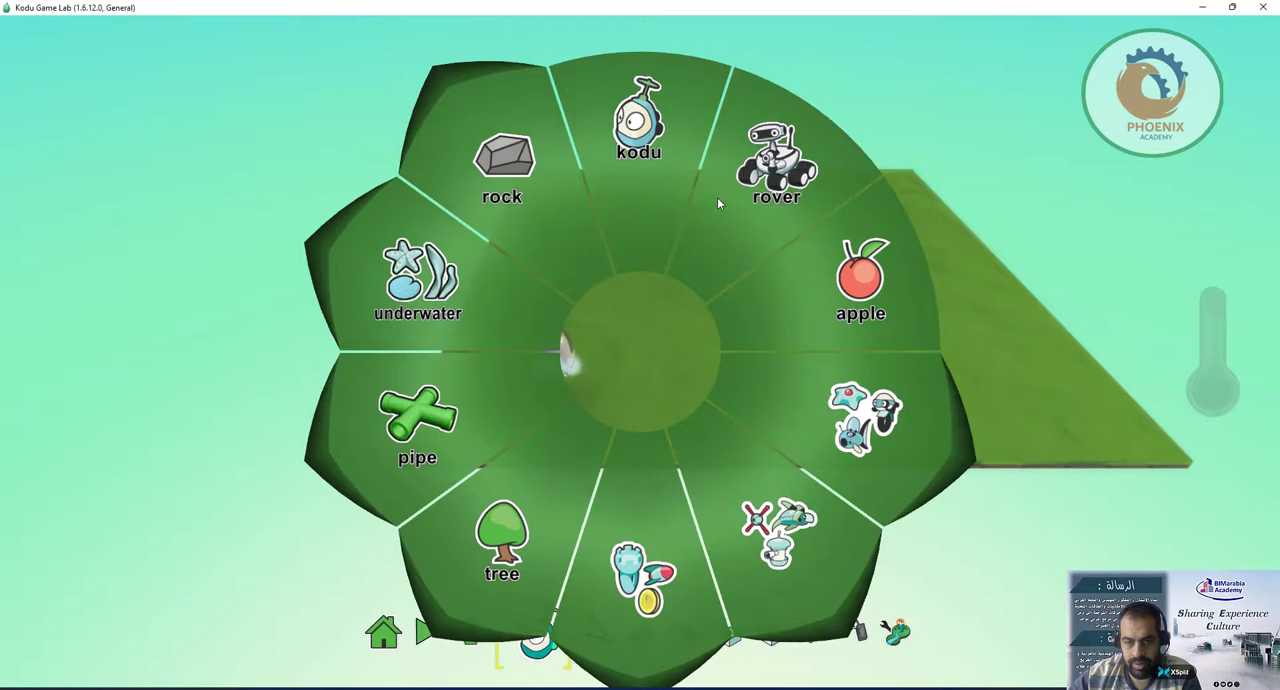 Kodu Game Lab (1.6.12.0, General)
PHOENIX
ACADEMY
kodu
rock
rover
underwater
apple
pipe
tree
الرسالة :
BIMarabia
Academy
Sharing Experience
Culture
XSplit